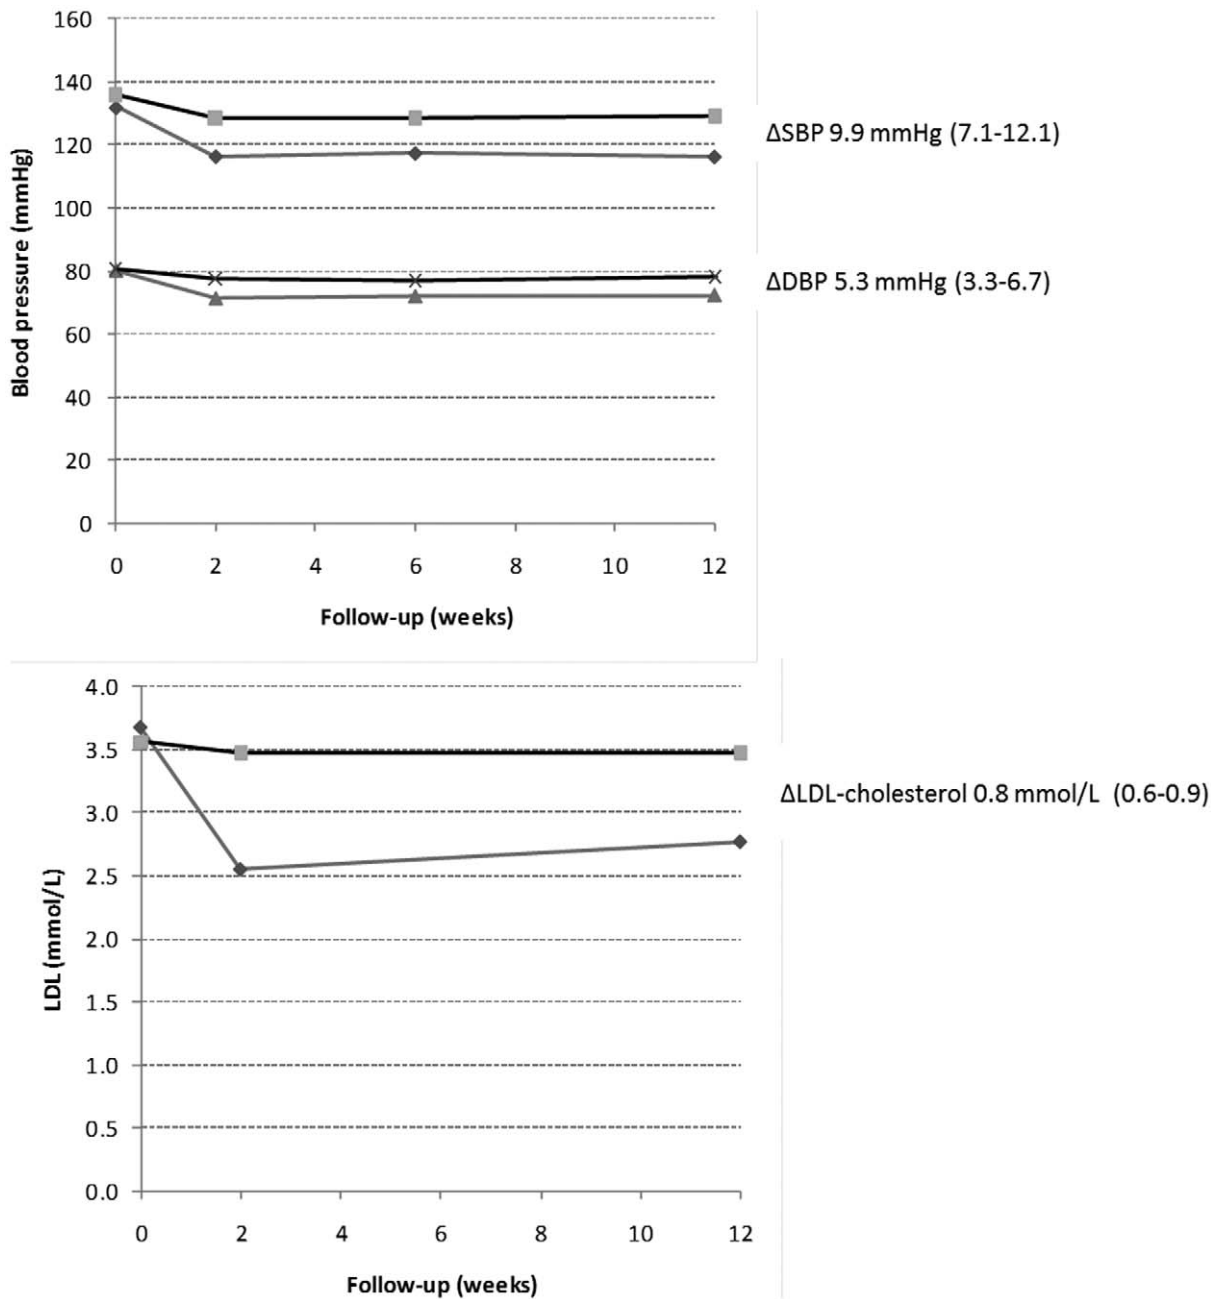 160
140
120
100
80
60
40
20
0
Blood pressure (mmHg)
0 2 4 6 8 10 12
Follow-up (weeks)
ΔSBP 9.9 mmHg (7.1-12.1)
ΔDBP 5.3 mmHg (3.3-6.7)
4.0
3.5
3.0
2.5
2.0
1.5
1.0
0.5
0.0
LDL (mmol/L)
0 2 4 6 8 10 12
Follow-up (weeks)
ΔLDL-cholesterol 0.8 mmol/L (0.6-0.9)